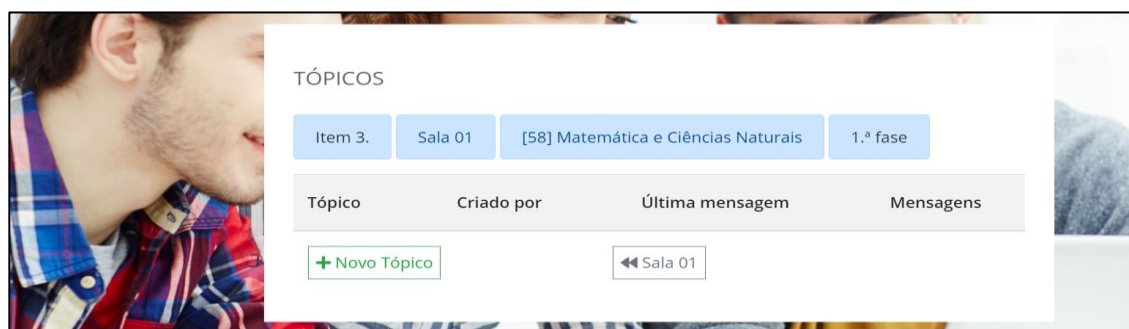 TÓPICOS
Item 3. Sala 01 [58] Matemática e Ciências Naturais 1.ª fase
Tópico Criado por Última mensagem Mensagens
Novo Tópico Sala 01